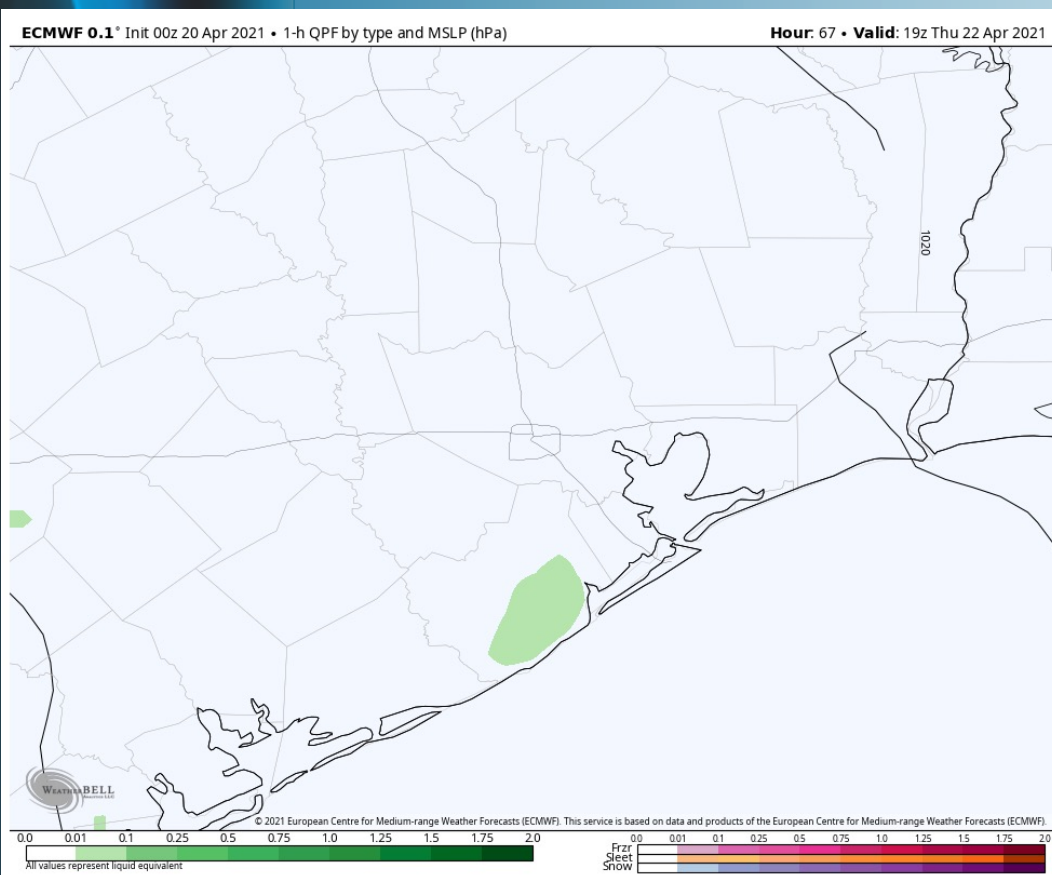 ECMWF 0.1° Init 00z 20 Apr 2021 • 1-h QPF by type and MSLP (hPa) Hour: 67 • Valid: 19z Thu 22 Apr 2021
1020
WEATHERBELL
© 2021 European Centre for Medium-range Weather Forecasts (ECMWF). This service is based on data and products of the European Centre for Medium-range Weather Forecasts (ECMWF).
0.0 0.01 0.1 0.25 0.5 0.75 1.0 1.25 1.5 1.75 2.0
All values represent liquid equivalent
0.0 0.01 0.1 0.25 0.5 0.75 1.0 1.25 1.5 1.75 2.0
Frzr
Sleet
Snow